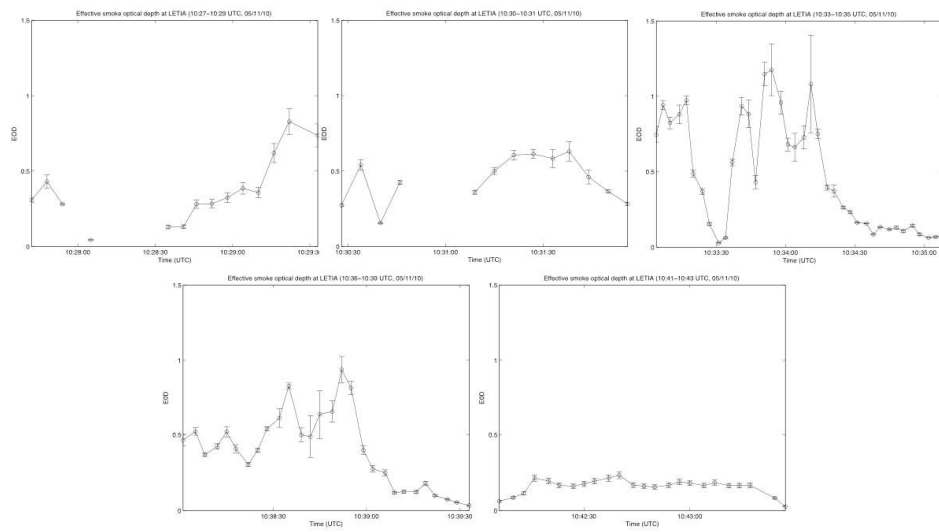 Effective smoke optical depth at LETIA (10:27−10:29 UTC, 05/11/10)
1.5
1
0.5
0
EOD
10:28:00 10:28:30 10:29:00 10:29:30
Time (UTC)
Effective smoke optical depth at LETIA (10:30−10:31 UTC, 05/11/10)
1.5
1
0.5
0
EOD
10:30:30 10:31:00 10:31:30
Time (UTC)
Effective smoke optical depth at LETIA (10:33−10:35 UTC, 05/11/10)
1.5
1
0.5
0
EOD
10:33:30 10:34:00 10:34:30 10:35:00
Time (UTC)
Effective smoke optical depth at LETIA (10:36−10:39 UTC, 05/11/10)
1.5
1
0.5
0
EOD
10:38:30 10:39:00 10:39:30
Time (UTC)
Effective smoke optical depth at LETIA (10:41−10:43 UTC, 05/11/10)
1.5
1
0.5
0
EOD
10:42:30 10:43:00
Time (UTC)